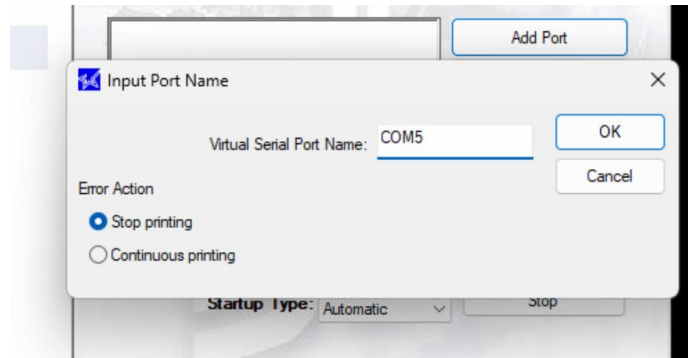 Add Port
Input Port Name
Virtual Serial Port Name: COM5
OK
Cancel
Error Action
Stop printing
Continuous printing
Startup Type: Automatic
Stop